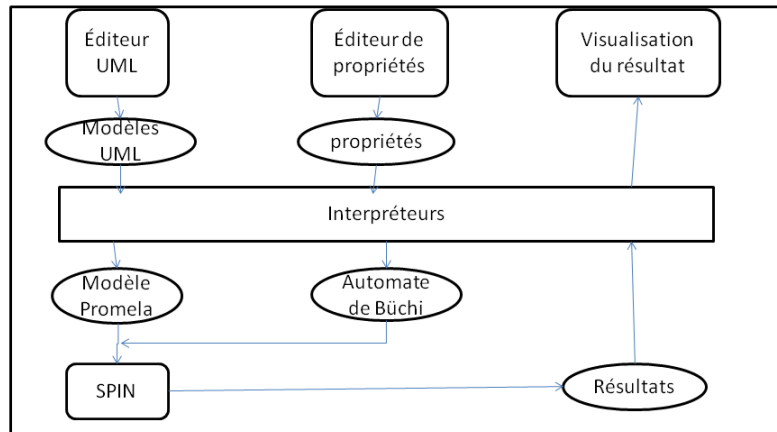 Éditeur
UML
Éditeur de
propriétés
Visualisation
du résultat
Modèles
UML
propriétés
Interpréteurs
Modèle
Promela
Automate
de Büchi
SPIN
Résultats